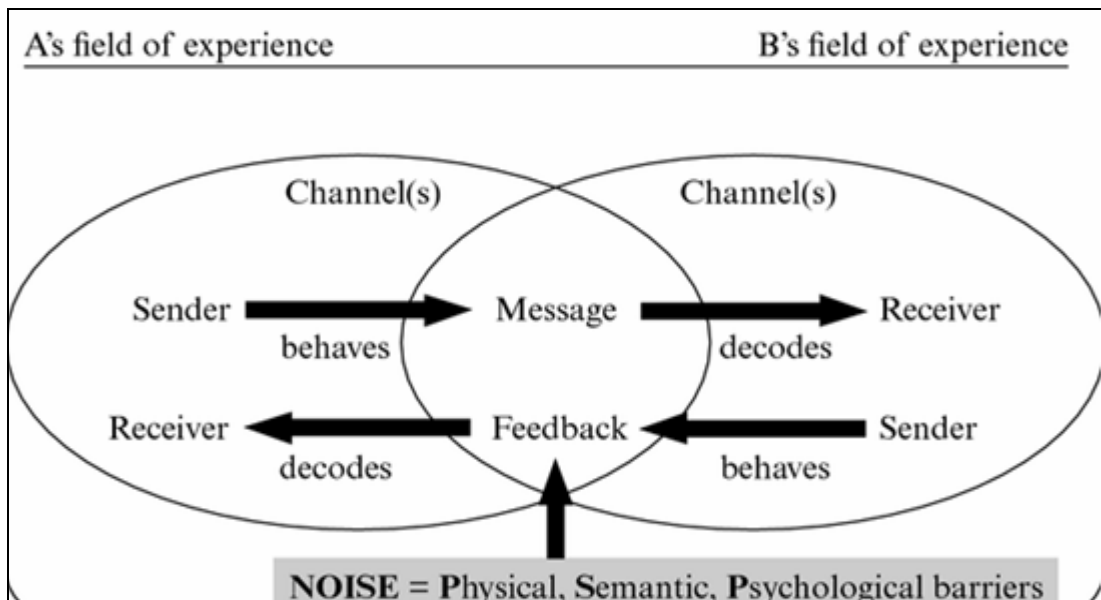 A's field of experience B's field of experience
Channel(s) Channel(s)
Sender Message Receiver
behaves decodes
Receiver Feedback Sender
decodes behaves
NOISE = Physical, Semantic, Psychological barriers